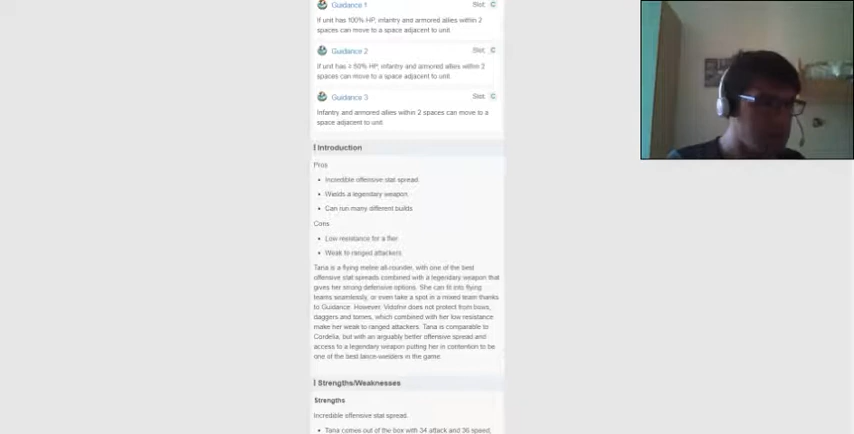 Guidance 1
Slot: C
If unit has 100% HP, infantry and armored allies within 2
spaces can move to a space adjacent to unit
Guidance 2
Slot: C
If unit has ≥ 50% HP, infantry and armored allies within 2
spaces can move to a space adjacent to unit
Guidance 3
Slot: C
Infantry and armored allies within 2 spaces can move to a
space adjacent to unit.
Introduction
Pros
• Incredible offensive stat spread
• Wields a legendary weapon
• Can run many different builds
Cons
• Low resistance for a flier
• Weak to ranged attackers
Tana is a flying melee all-rounder, with one of the best
offensive stat spreads combined with a legendary weapon that
gives her strong defensive options. She can fit into flying
teams seamlessly, or even take a spot in a mixed team thanks
to Guidance. However, Vidofnir does not protect from bows,
daggers and tomes, which combined with her low resistance
make her weak to ranged attackers. Tana is comparable to
Cordelia, but with an arguably better offensive spread and
access to a legendary weapon putting her in contention to be
one of the best lance-wielders in the game.
Strengths/Weaknesses
Strengths
Incredible offensive stat spread.
• Tana comes out of the box with 34 attack and 36 speed,